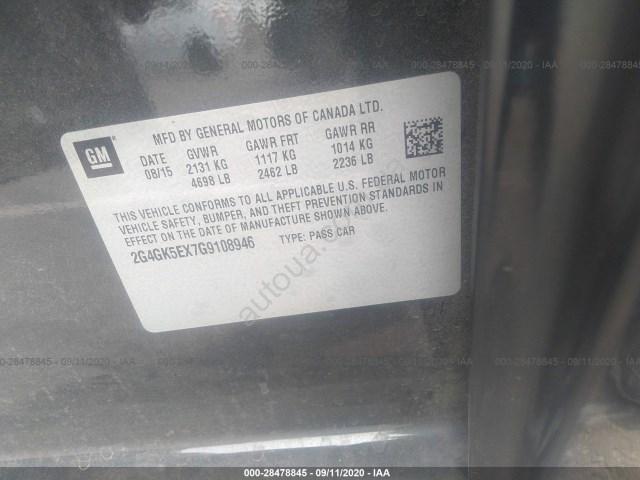 000-28478845 - 09/11/2020 - IAA
MFD BY GENERAL MOTORS OF CANADA LTD.
GM
DATE GVWR GAWR FRT GAWR RR
08/15 2131 KG 1117 KG 1014 KG
4698 LB 2462 LB 2236 LB
THIS VEHICLE CONFORMS TO ALL APPLICABLE U.S. FEDERAL MOTOR
VEHICLE SAFETY, BUMPER, AND THEFT PREVENTION STANDARDS IN
EFFECT ON THE DATE OF MANUFACTURE SHOWN ABOVE.
2G4GK5EX7G9108946 TYPE: PASS CAR
autoua.com
000-28478845 - 09/11/2020 - IAA
000-28478845 - 09/11/2020 - IAA